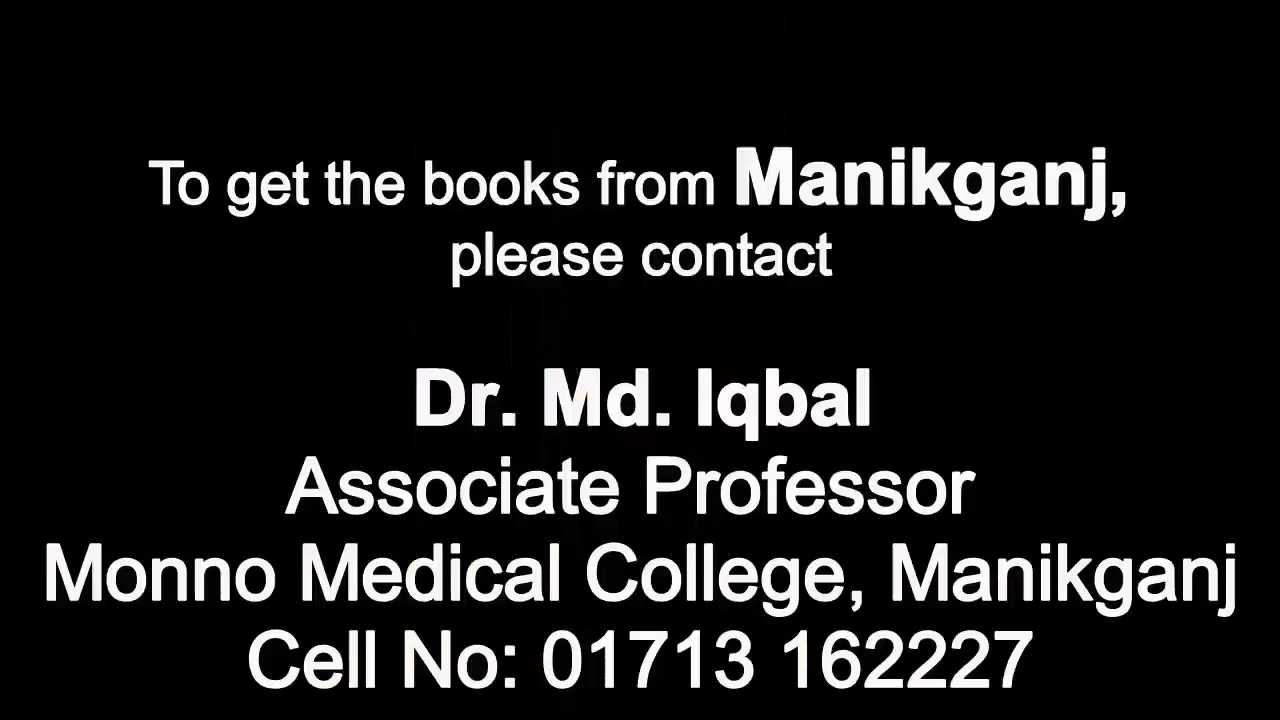 To get the books from Manikganj,
please contact
Dr. Md. Iqbal
Associate Professor
Monno Medical College, Manikganj
Cell No: 01713 162227